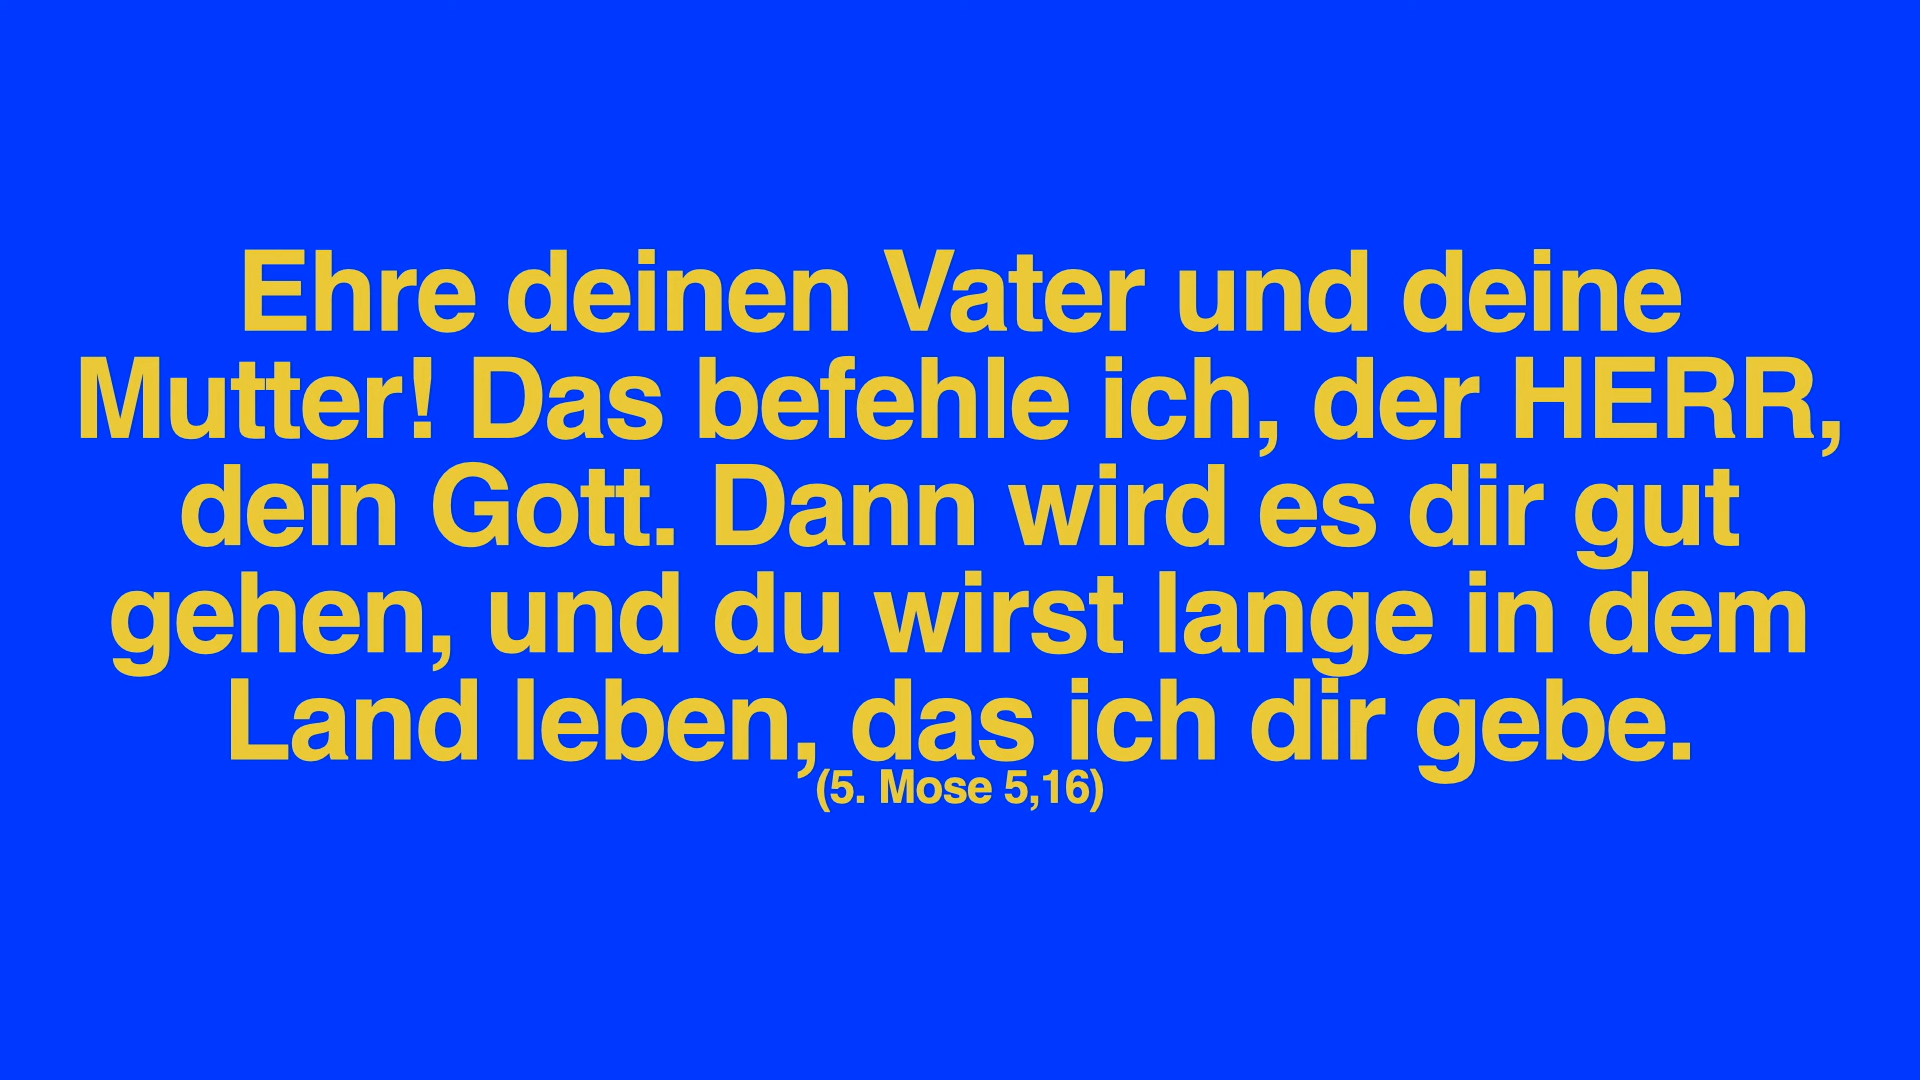 Ehre deinen Vater und deine
Mutter! Das befehle ich, der HERR,
dein Gott. Dann wird es dir gut
gehen, und du wirst lange in dem
Land leben, das ich dir gebe.
(5. Mose 5,16)